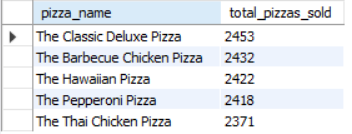 pizza_name total_pizzas_sold
The Classic Deluxe Pizza 2453
The Barbecue Chicken Pizza 2432
The Hawaiian Pizza 2422
The Pepperoni Pizza 2418
The Thai Chicken Pizza 2371